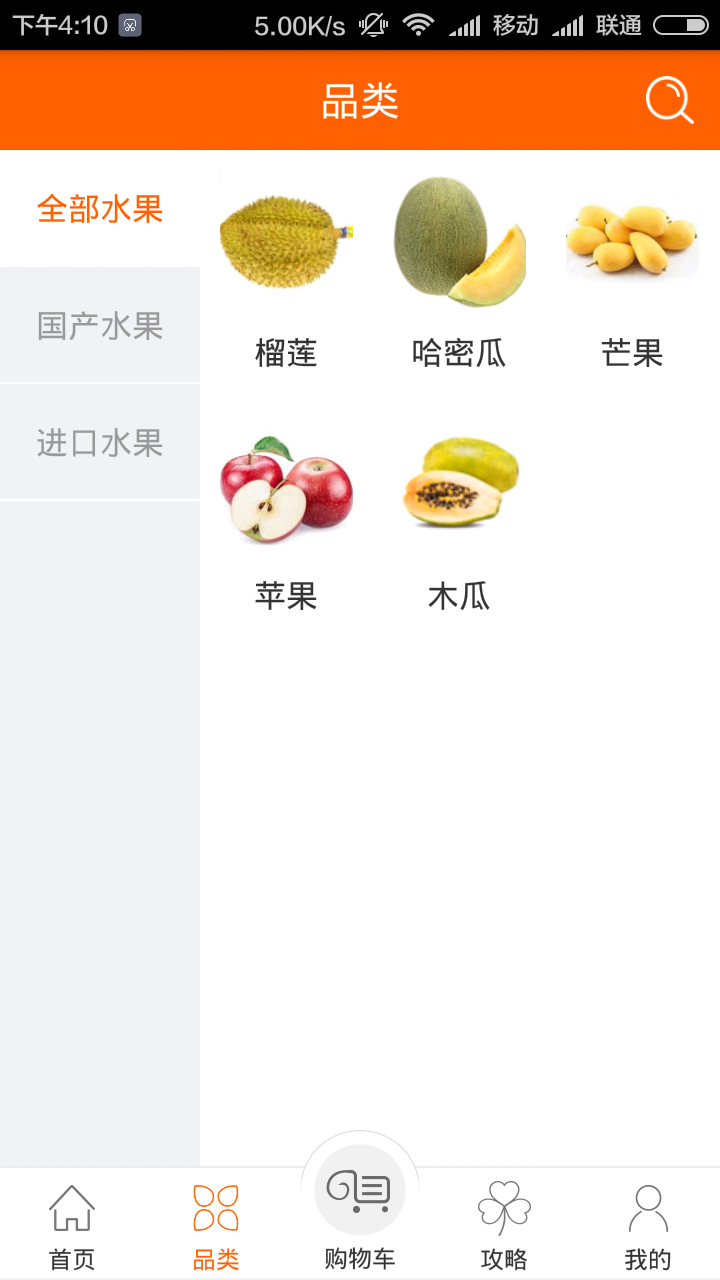 下午4:10 5.00K/s 移动 联通
品类
全部水果
国产水果
进口水果
榴莲 哈密瓜 芒果
苹果 木瓜
首页 品类 购物车 攻略 我的